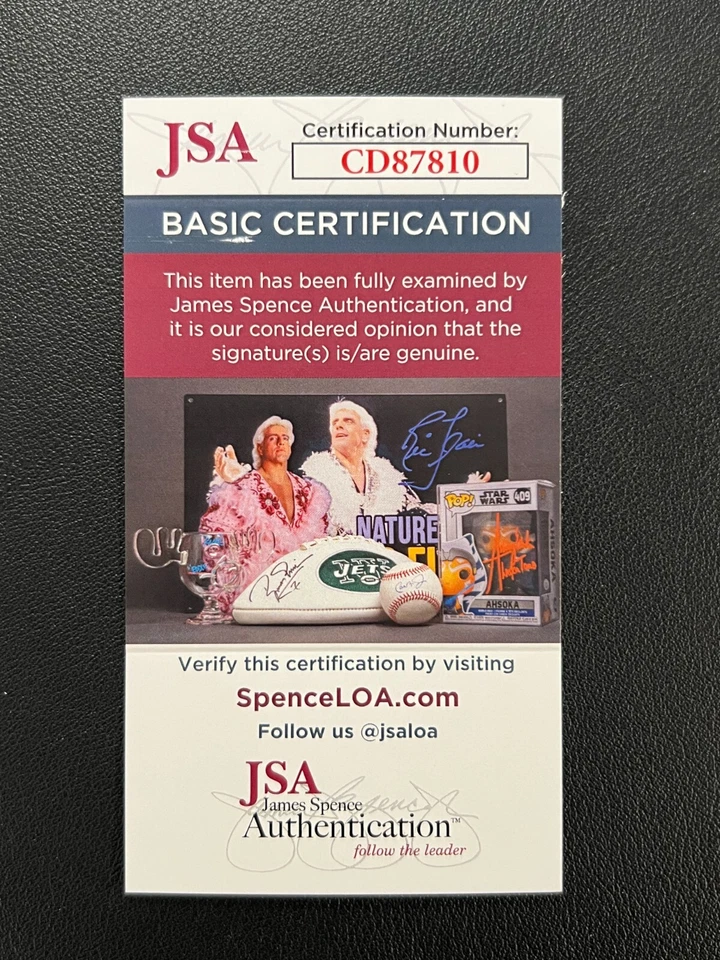 JSA
Certification Number:
CD87810
BASIC CERTIFICATION
This item has been fully examined by
James Spence Authentication, and
it is our considered opinion that the
signature(s) is/are genuine.
NATURE
JETS
POP!
STAR
WARS
409
AHSOKA
AHSOKA
Verify this certification by visiting
SpenceLOA.com
Follow us @jsaloa
JSA
James Spence
Authentication™
follow the leader